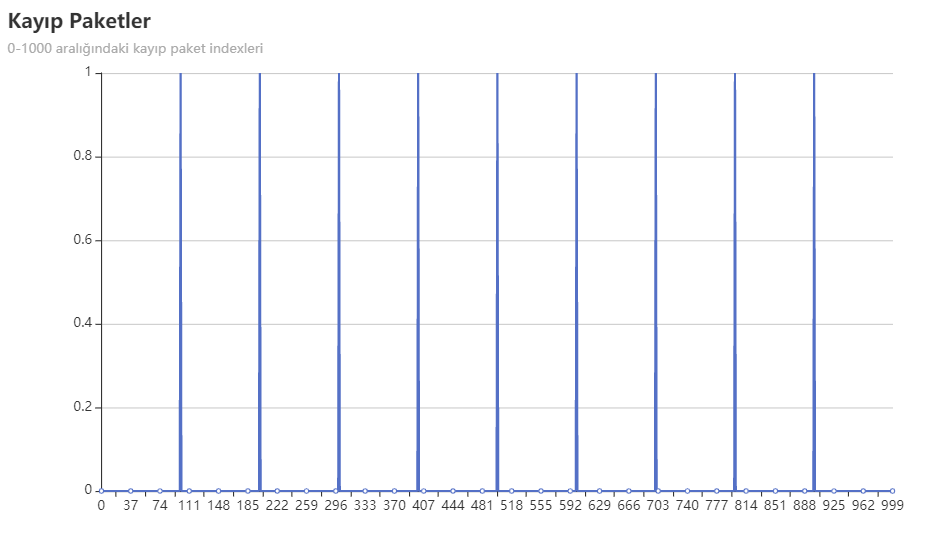 Kayıp Paketler
0-1000 aralığındaki kayıp paket indexleri
1
0.8
0.6
0.4
0.2
0
0 37 74 111 148 185 222 259 296 333 370 407 444 481 518 555 592 629 666 703 740 777 814 851 888 925 962 999